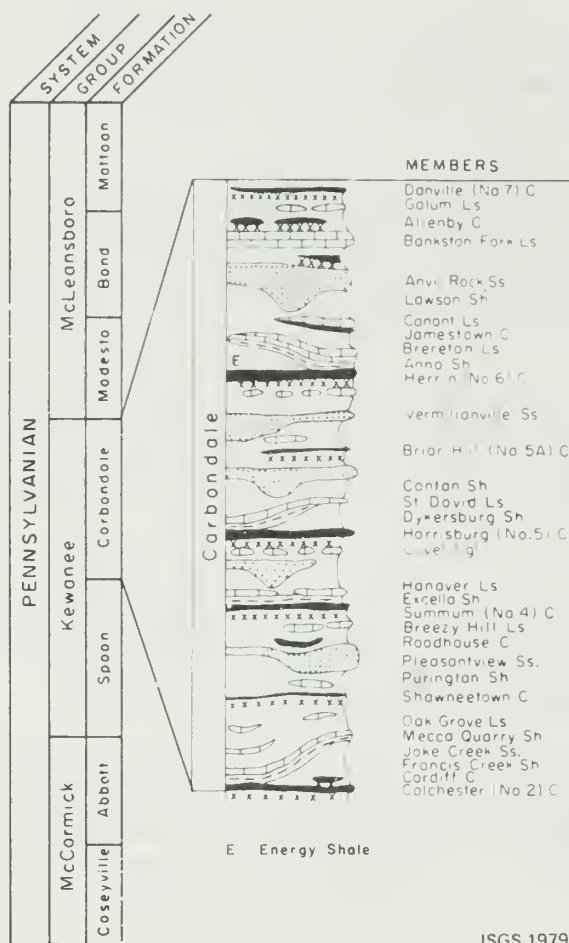 SYSTEM
GROUP
FORMATION
PENNSYLVANIAN
McLeansboro
Kewanee
McCormick
Mattoon
Bond
Modesto
Carbondale
Spoon
Abbott
Caseyville
Carbondale
E
MEMBERS
Danville (No 7) C
Galum Ls
Allenby C
Bankston Fork Ls
Anvil Rock Ss
Lawson Sh
Conant Ls
Jamestown C
Brereton Ls
Anna Sh
Herrin (No 6) C
Vermilionville Ss
Briar Hill (No 5A) C
Canton Sh
St David Ls
Dykersburg Sh
Harrisburg (No.5) C
Hanover Ls
Excello Sh
Summum (No 4) C
Breezy Hill Ls
Roodhouse C
Pleasantview Ss.
Purington Sh
Shawneetown C
Oak Grove Ls
Mecca Quarry Sh
Jake Creek Ss.
Francis Creek Sh
Cardiff C
Colchester (No 2) C
E Energy Shale
ISGS 1979